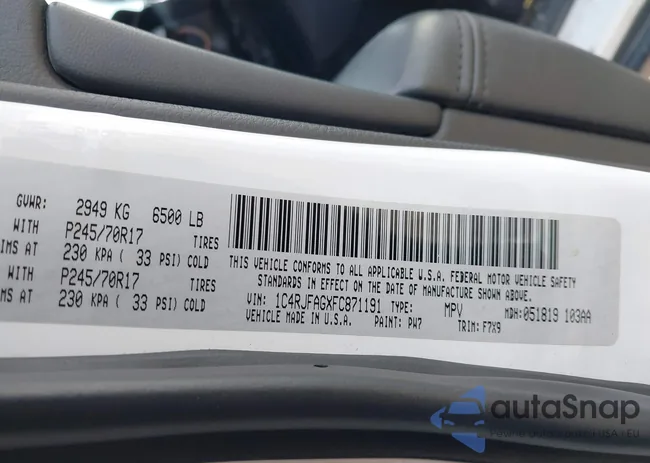 GVWR: 2949 KG 6500 LB
WITH P245/70R17 TIRES
IMS AT 230 KPA ( 33 PSI) COLD
WITH P245/70R17 TIRES
IMS AT 230 KPA ( 33 PSI) COLD
THIS VEHICLE CONFORMS TO ALL APPLICABLE U.S.A. FEDERAL MOTOR VEHICLE SAFETY
STANDARDS IN EFFECT ON THE DATE OF MANUFACTURE SHOWN ABOVE.
VIN: 1C4RJFAGXFC871191 TYPE: MPV MDH: 051819 103AA
VEHICLE MADE IN U.S.A. PAINT: PW7 TRIM: F7X9
autaSnap